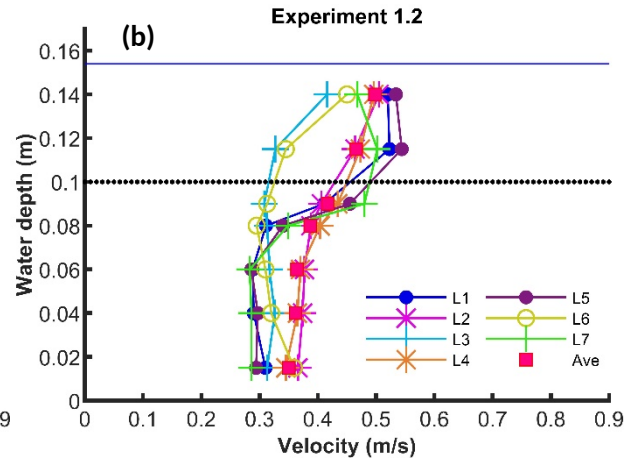 Experiment 1.2
(b)
0.16
0.14
0.12
0.1
0.08
0.06
0.04
0.02
0
Water depth (m)
L1
L2
L3
L4
L5
L6
L7
Ave
9
0 0.1 0.2 0.3 0.4 0.5 0.6 0.7 0.8 0.9
Velocity (m/s)